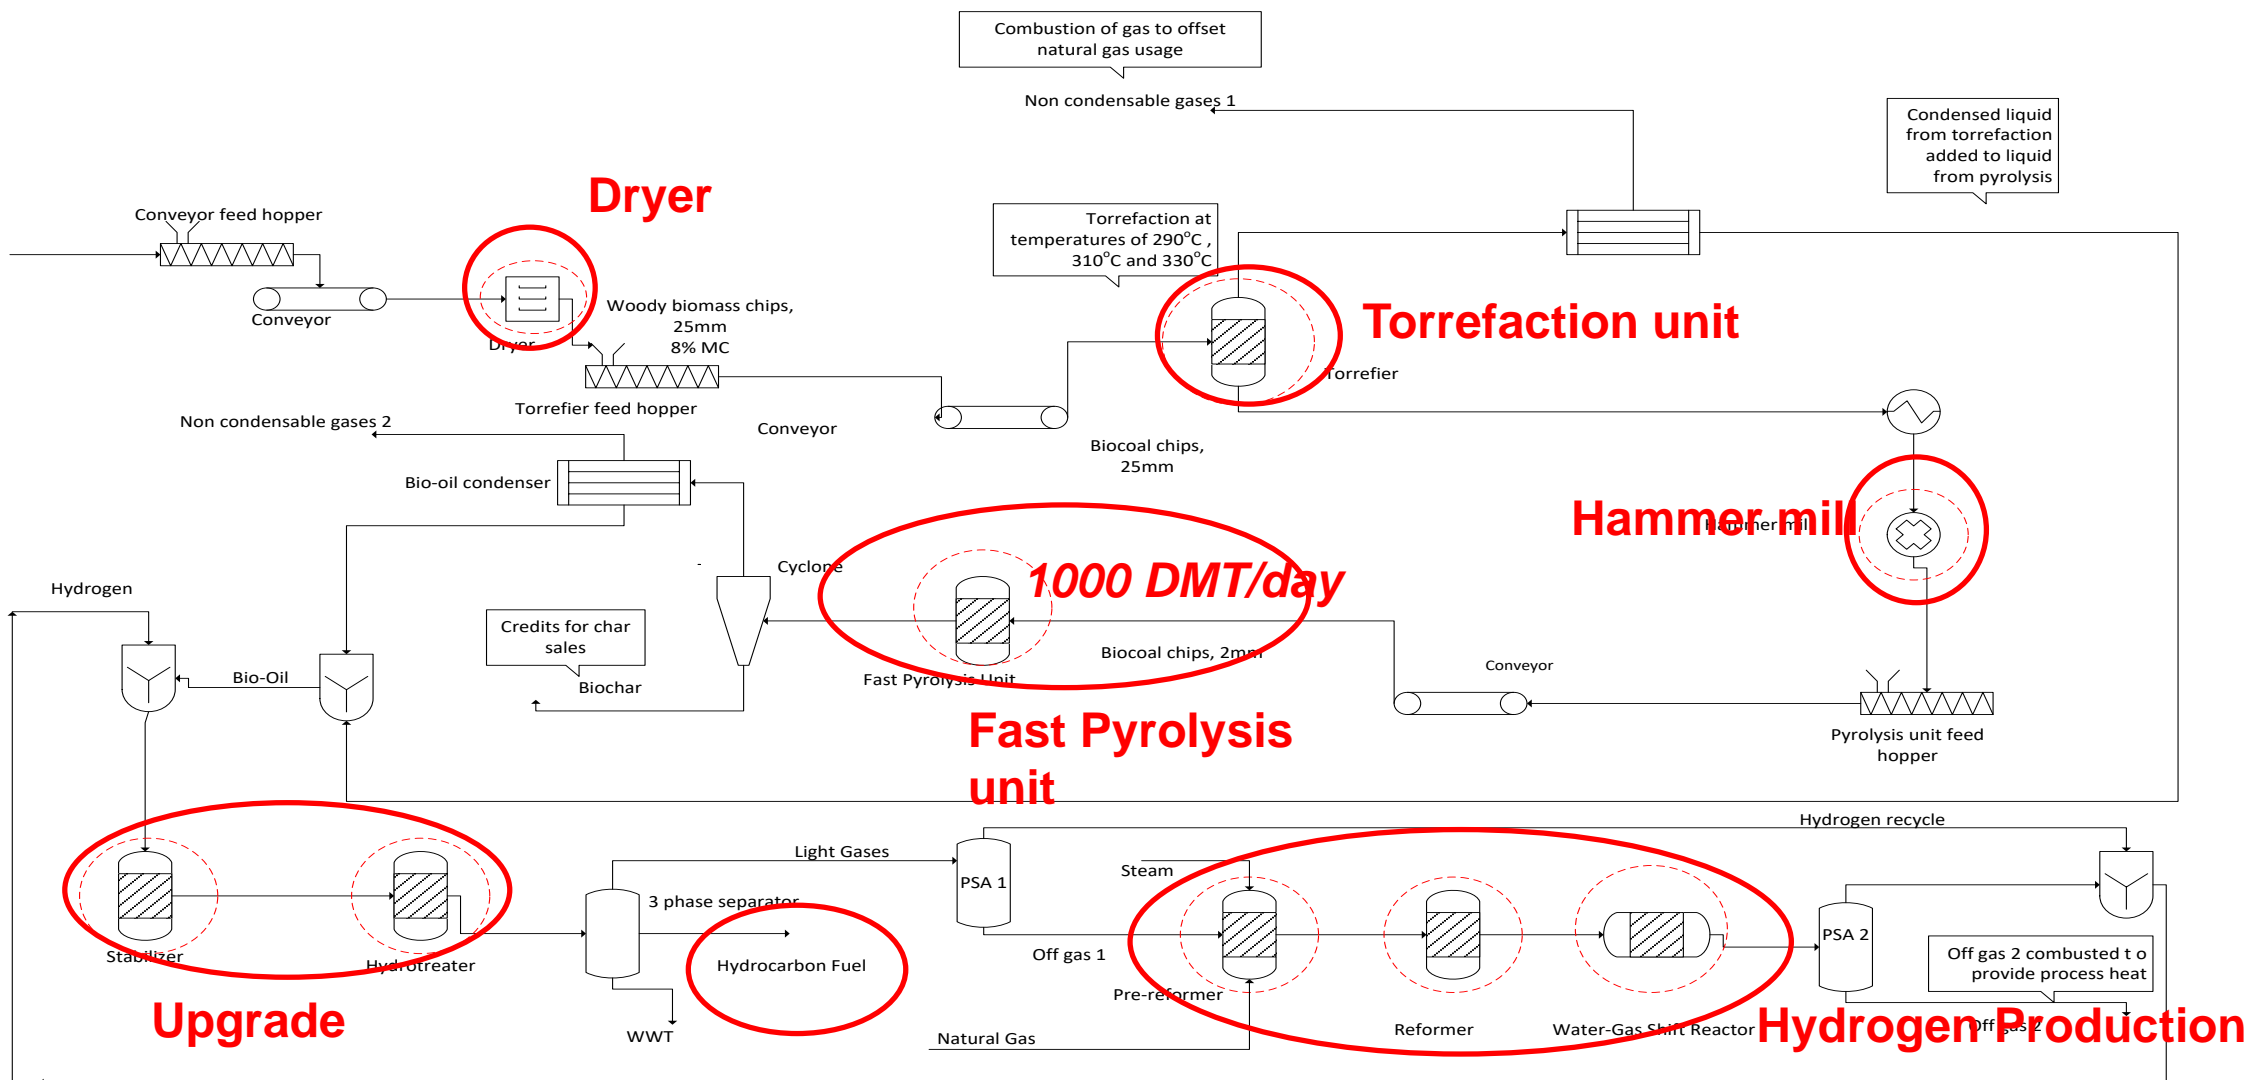 Combustion of gas to offset
natural gas usage
Non condensable gases 1
Condensed liquid
from torrefaction
added to liquid
from pyrolysis
Dryer
Conveyor feed hopper
Torrefaction at
temperatures of 290°C ,
310°C and 330°C
Conveyor
Dryer
Woody biomass chips,
25mm
8% MC
Torrefaction unit
Torrefier
Torrefier feed hopper
Non condensable gases 2
Conveyor
Biocoal chips,
25mm
Bio-oil condenser
Hammer mill
Hammer mill
Cyclone
1000 DMT/day
Hydrogen
Credits for char
sales
Biocoal chips, 2mm
Conveyor
Bio-Oil
Biochar
Fast Pyrolysis Unit
Fast Pyrolysis
unit
Pyrolysis unit feed
hopper
Hydrogen recycle
Light Gases
Steam
PSA 1
3 phase separator
PSA 2
Stabilizer
Hydrotreater
Hydrocarbon Fuel
Off gas 1
Off gas 2 combusted t o
provide process heat
Pre-reformer
Upgrade
WWT
Natural Gas
Reformer
Water-Gas Shift Reactor
Hydrogen Production
Off gas 2